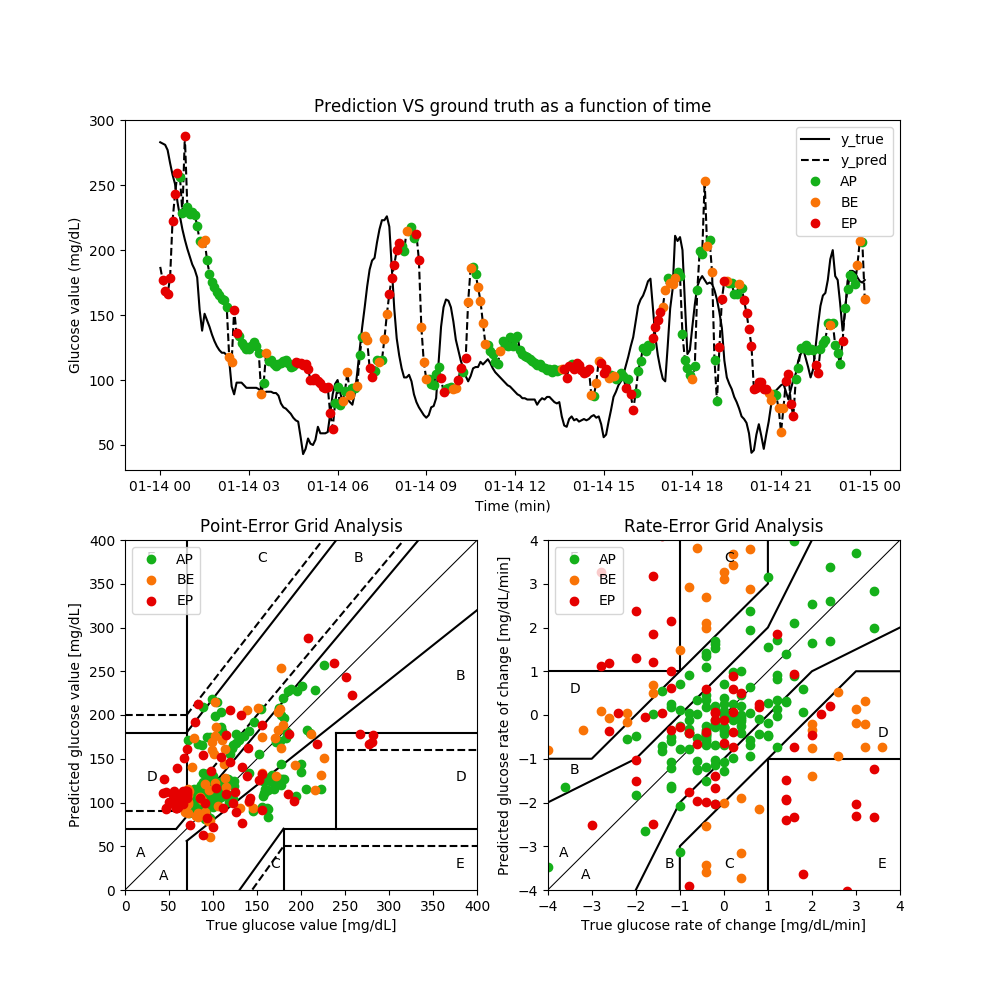 Prediction VS ground truth as a function of time
Glucose value (mg/dL)
300
250
200
150
100
50
y_true
y_pred
AP
BE
EP
01-14 00 01-14 03 01-14 06 01-14 09 01-14 12 01-14 15 01-14 18 01-14 21 01-15 00
Time (min)
Point-Error Grid Analysis
Predicted glucose value [mg/dL]
400
350
300
250
200
150
100
50
0
AP
BE
EP
C
B
B
D
D
A
A
C
E
0 50 100 150 200 250 300 350 400
True glucose value [mg/dL]
Rate-Error Grid Analysis
Predicted glucose rate of change [mg/dL/min]
4
3
2
1
0
−1
−2
−3
−4
AP
BE
EP
C
D
D
B
A
A
B
C
E
−4 −3 −2 −1 0 1 2 3 4
True glucose rate of change [mg/dL/min]